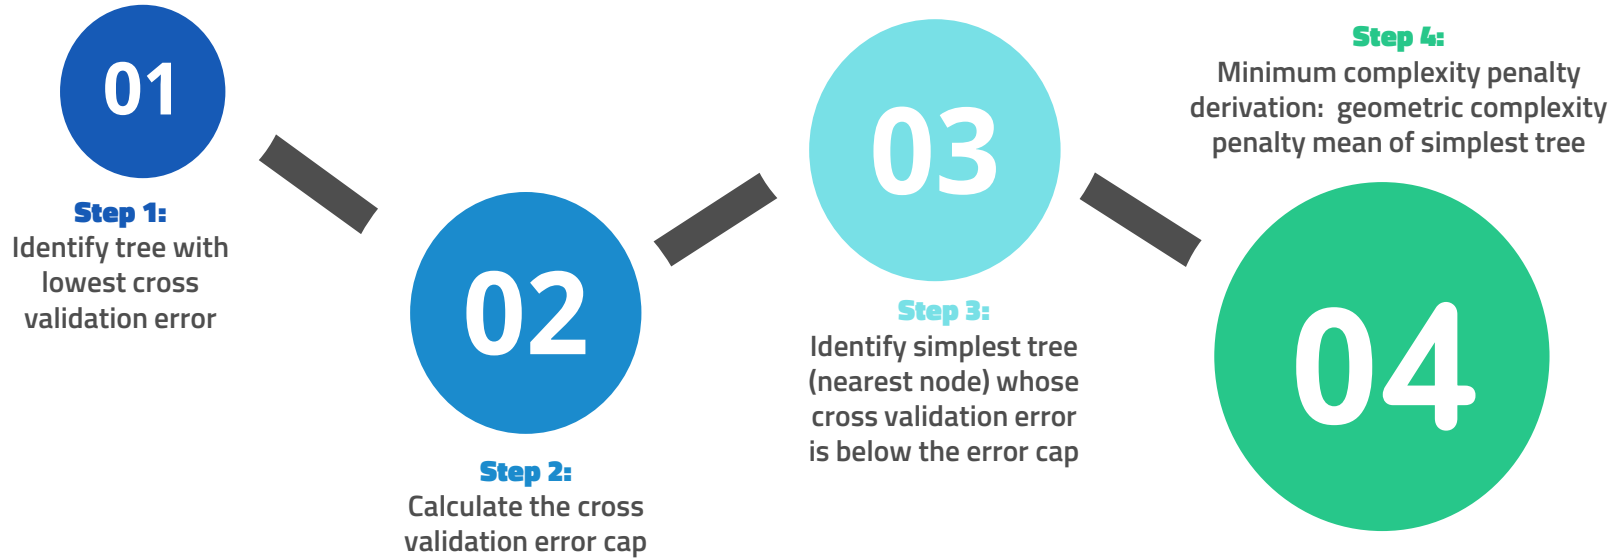 01
Step 1:
Identify tree with
lowest cross
validation error
02
Step 2:
Calculate the cross
validation error cap
03
Step 3:
Identify simplest tree
(nearest node) whose
cross validation error
is below the error cap
Step 4:
Minimum complexity penalty
derivation:  geometric complexity
penalty mean of simplest tree
04